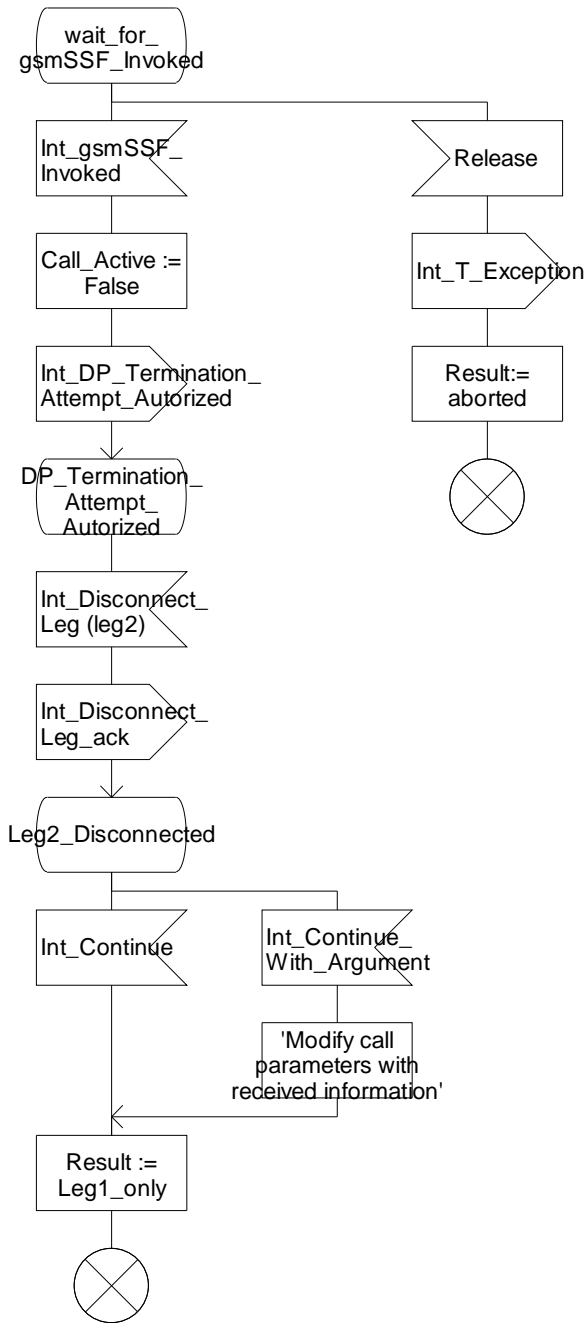 wait_for_
gsmSSF_Invoked
Int_gsmSSF_
Invoked
Release
Call_Active :=
False
Int_T_Exception
Int_DP_Termination_
Attempt_Autorized
Result:=
aborted
DP_Termination_
Attempt_
Autorized
Int_Disconnect_
Leg (leg2)
Int_Disconnect_
Leg_ack
Leg2_Disconnected
Int_Continue
Int_Continue_
With_Argument
'Modify call
parameters with
received information'
Result :=
Leg1_only